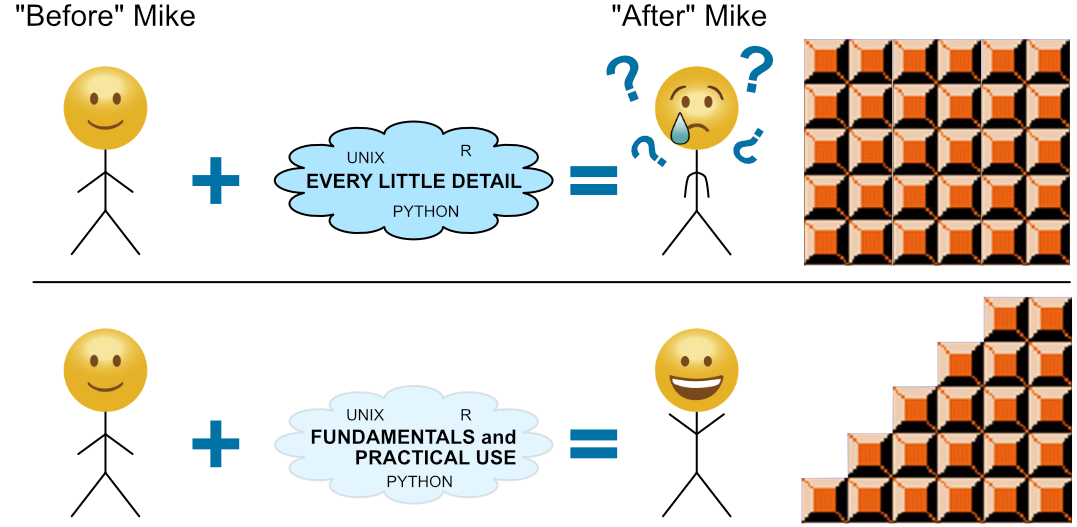 "Before" Mike
"After" Mike
? ?
UNIX R
+ EVERY LITTLE DETAIL =
? ?
PYTHON
UNIX R
+ FUNDAMENTALS and =
PRACTICAL USE
PYTHON